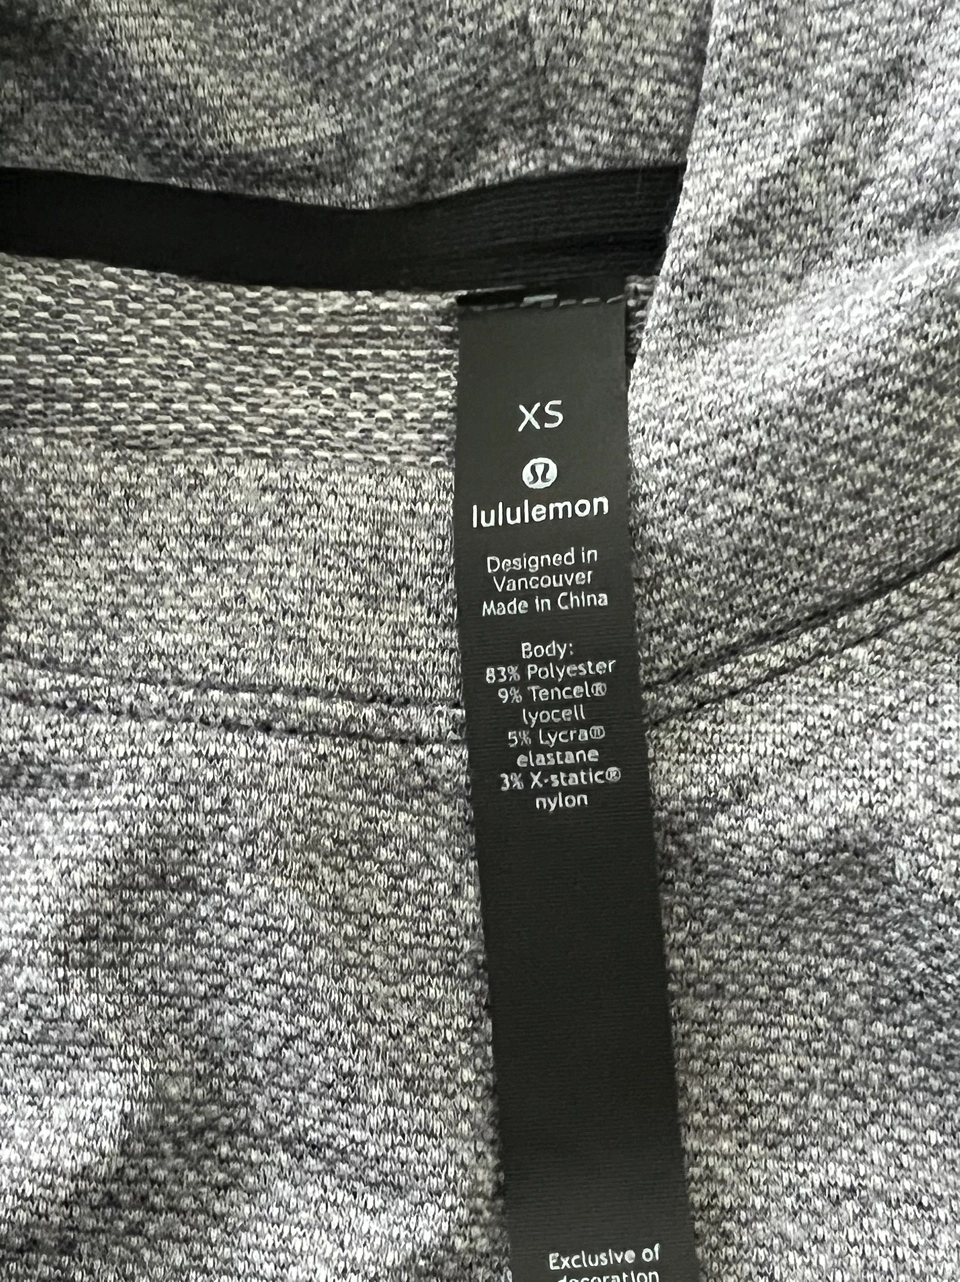 XS
lululemon
Designed in
Vancouver
Made in China
Body:
83% Polyester
9% Tencel®
lyocell
5% Lycra®
elastane
3% X-static®
nylon
Exclusive of
decoration